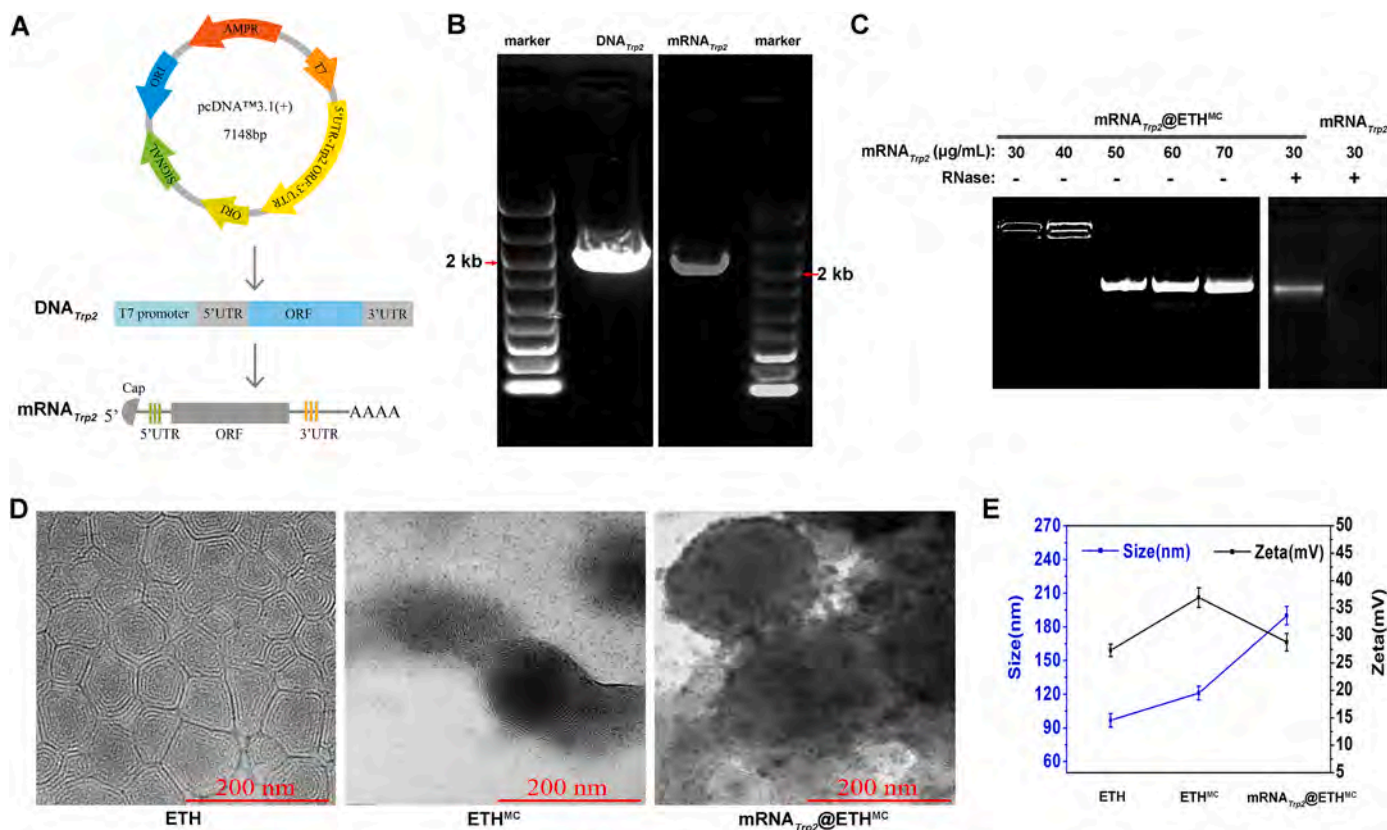 A
AMPR
T7
ORI
5'UTR-Trp2 ORF-3'UTR
pcDNA™3.1(+)
7148bp
SIGNAL
ORI
DNATrp2
T7 promoter 5'UTR ORF 3'UTR
Cap
mRNATrp2 5' AAAA
5'UTR ORF 3'UTR
B
marker DNATrp2 mRNATrp2 marker
2 kb
2 kb
C
mRNATrp2@ETHMC mRNATrp2
mRNATrp2 (μg/mL): 30 40 50 60 70 30 30
RNase: - - - - - + +
D
200 nm 200 nm 200 nm
ETH ETHMC mRNATrp2@ETHMC
E
270 50
240 45
210 40
180 35
150 30
120 25
90 20
60 15
10
5
Size(nm) Zeta(mV)
Size(nm)
Zeta(mV)
ETH ETHMC mRNATrp2@ETHMC